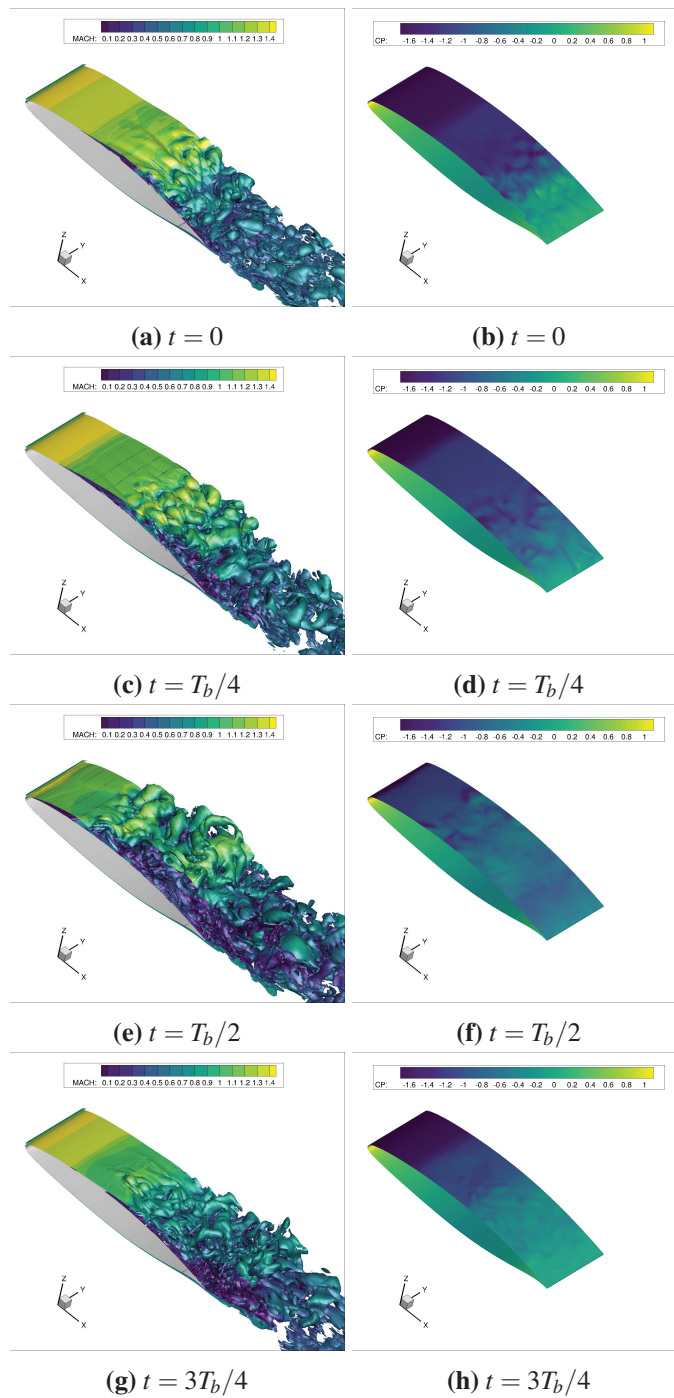 MACH: 0.1 0.2 0.3 0.4 0.5 0.6 0.7 0.8 0.9 1 1.1 1.2 1.3 1.4
CP: -1.6 -1.4 -1.2 -1 -0.8 -0.6 -0.4 -0.2 0 0.2 0.4 0.6 0.8 1
Z Y X
Z Y X
(a) t = 0
(b) t = 0
MACH: 0.1 0.2 0.3 0.4 0.5 0.6 0.7 0.8 0.9 1 1.1 1.2 1.3 1.4
CP: -1.6 -1.4 -1.2 -1 -0.8 -0.6 -0.4 -0.2 0 0.2 0.4 0.6 0.8 1
Z Y X
Z Y X
(c) t = T_b/4
(d) t = T_b/4
MACH: 0.1 0.2 0.3 0.4 0.5 0.6 0.7 0.8 0.9 1 1.1 1.2 1.3 1.4
CP: -1.6 -1.4 -1.2 -1 -0.8 -0.6 -0.4 -0.2 0 0.2 0.4 0.6 0.8 1
Z Y X
Z Y X
(e) t = T_b/2
(f) t = T_b/2
MACH: 0.1 0.2 0.3 0.4 0.5 0.6 0.7 0.8 0.9 1 1.1 1.2 1.3 1.4
CP: -1.6 -1.4 -1.2 -1 -0.8 -0.6 -0.4 -0.2 0 0.2 0.4 0.6 0.8 1
Z Y X
Z Y X
(g) t = 3T_b/4
(h) t = 3T_b/4